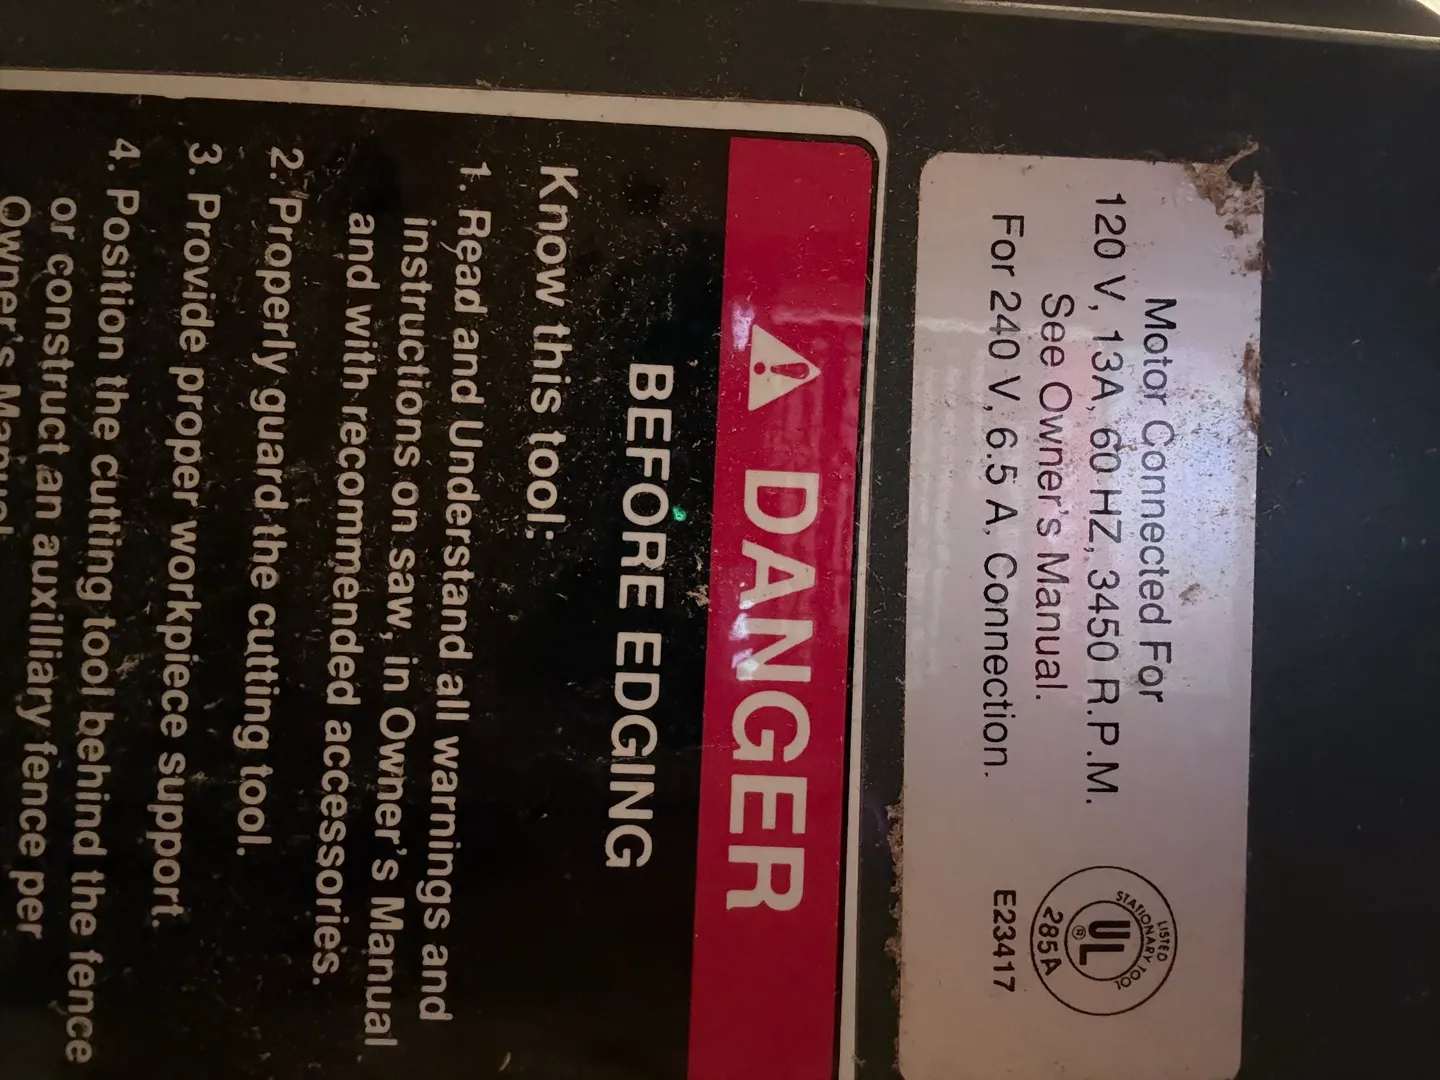 Motor Connected For
120 V, 13A, 60 HZ, 3450 R.P.M.
See Owner's Manual.
For 240 V, 6.5 A, Connection.
LISTED
STATIONARY TOOL
UL ®
285A
E23417
DANGER
BEFORE EDGING
Know this tool:
1. Read and Understand all warnings and
instructions on saw, in Owner's Manual
and with recommended accessories.
2. Properly guard the cutting tool.
3. Provide proper workpiece support.
4. Position the cutting tool behind the fence
or construct an auxilliary fence per
Owner's Manual.